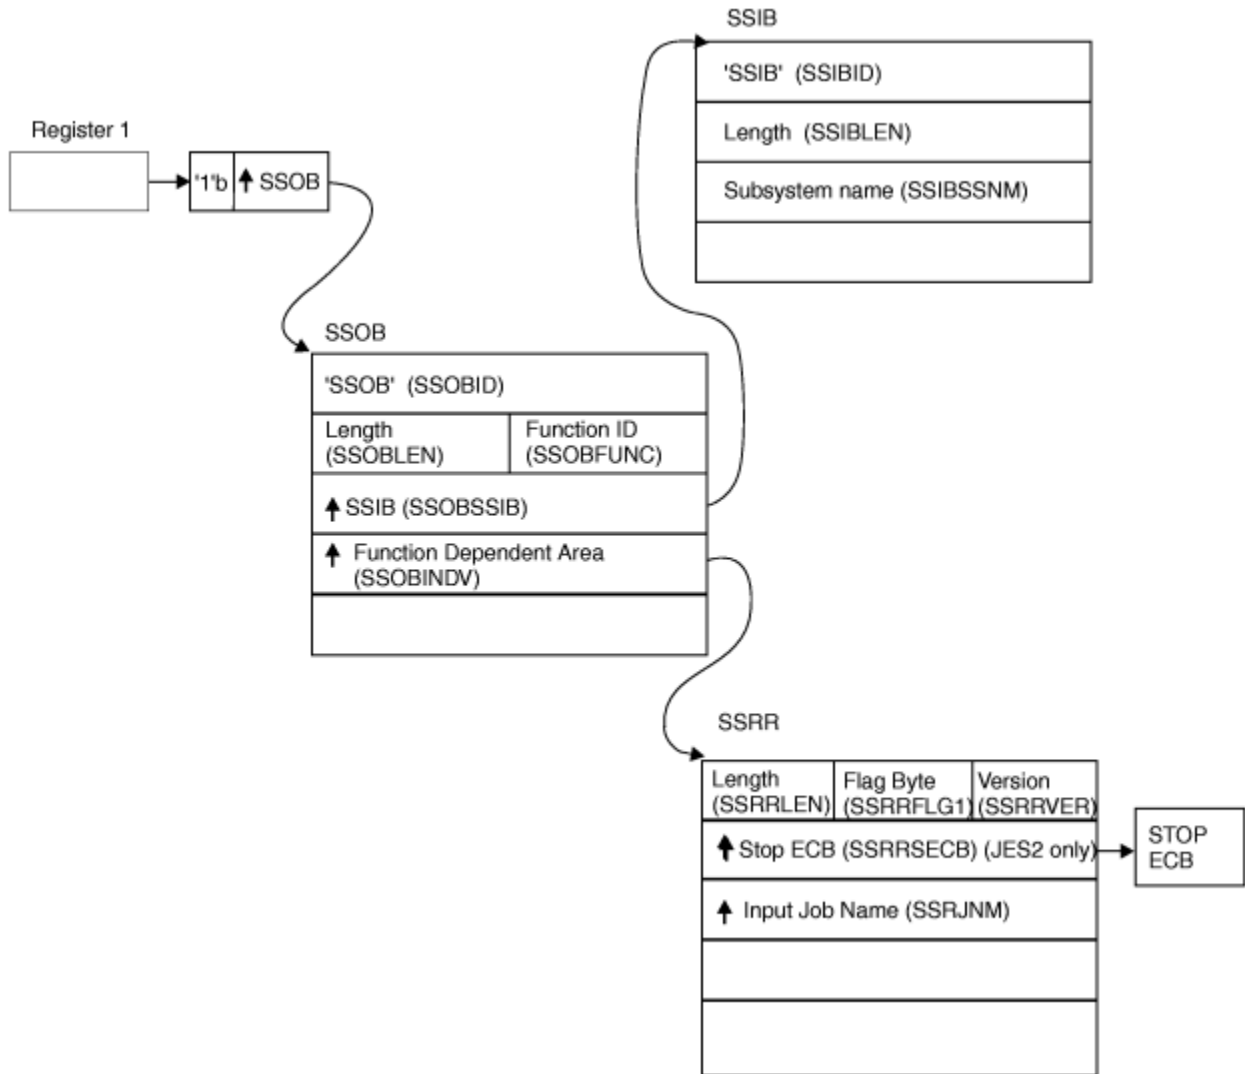 SSIB
'SSIB' (SSIBID)
Length (SSIBLEN)
Subsystem name (SSIBSSNM)
Register 1
'1'b
SSOB
SSOB
'SSOB' (SSOBID)
Length
(SSOBLEN)
Function ID
(SSOBFUNC)
SSIB (SSOBSSIB)
Function Dependent Area
(SSOBINDV)
SSRR
Length
(SSRRLEN)
Flag Byte
(SSRRFLG1)
Version
(SSRRVER)
Stop ECB (SSRRSECB) (JES2 only)
STOP
ECB
Input Job Name (SSRJNM)